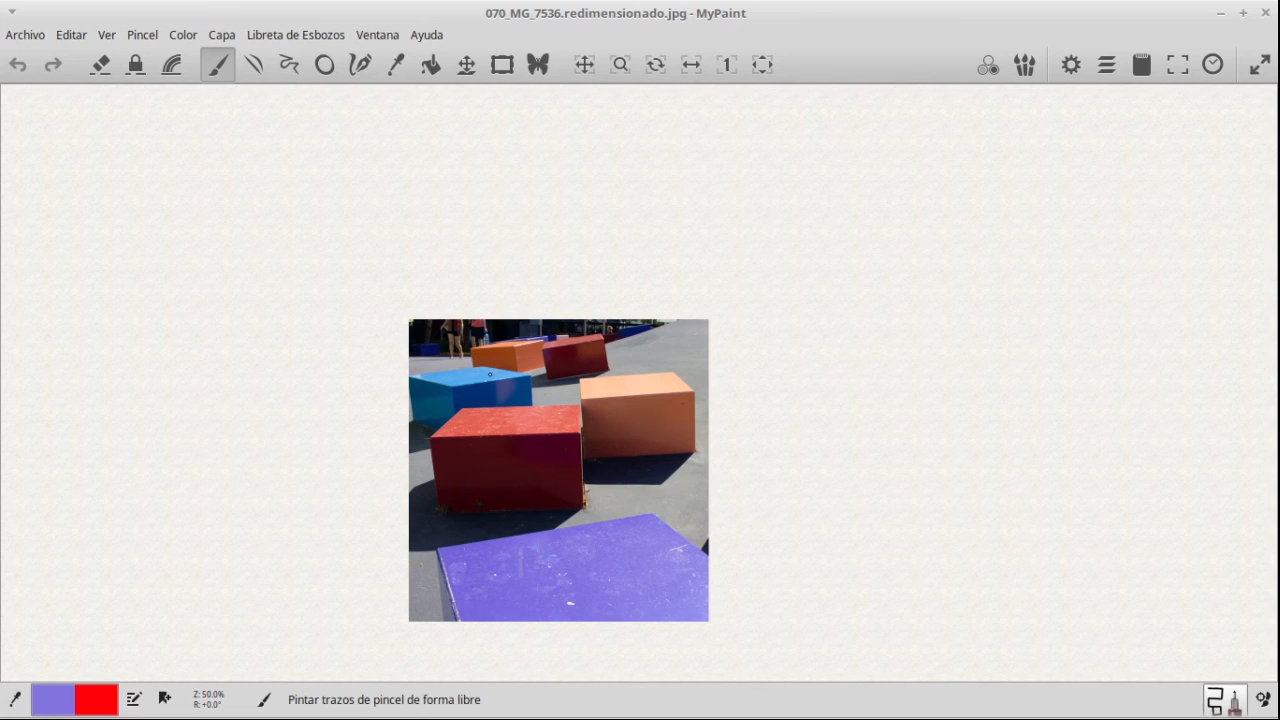 070_MG_7536.redimensionado.jpg - MyPaint
Archivo Editar Ver Pincel Color Capa Libreta de Esbozos Ventana Ayuda
1
Z: 50.0%
R: +0.0°
Pintar trazos de pincel de forma libre